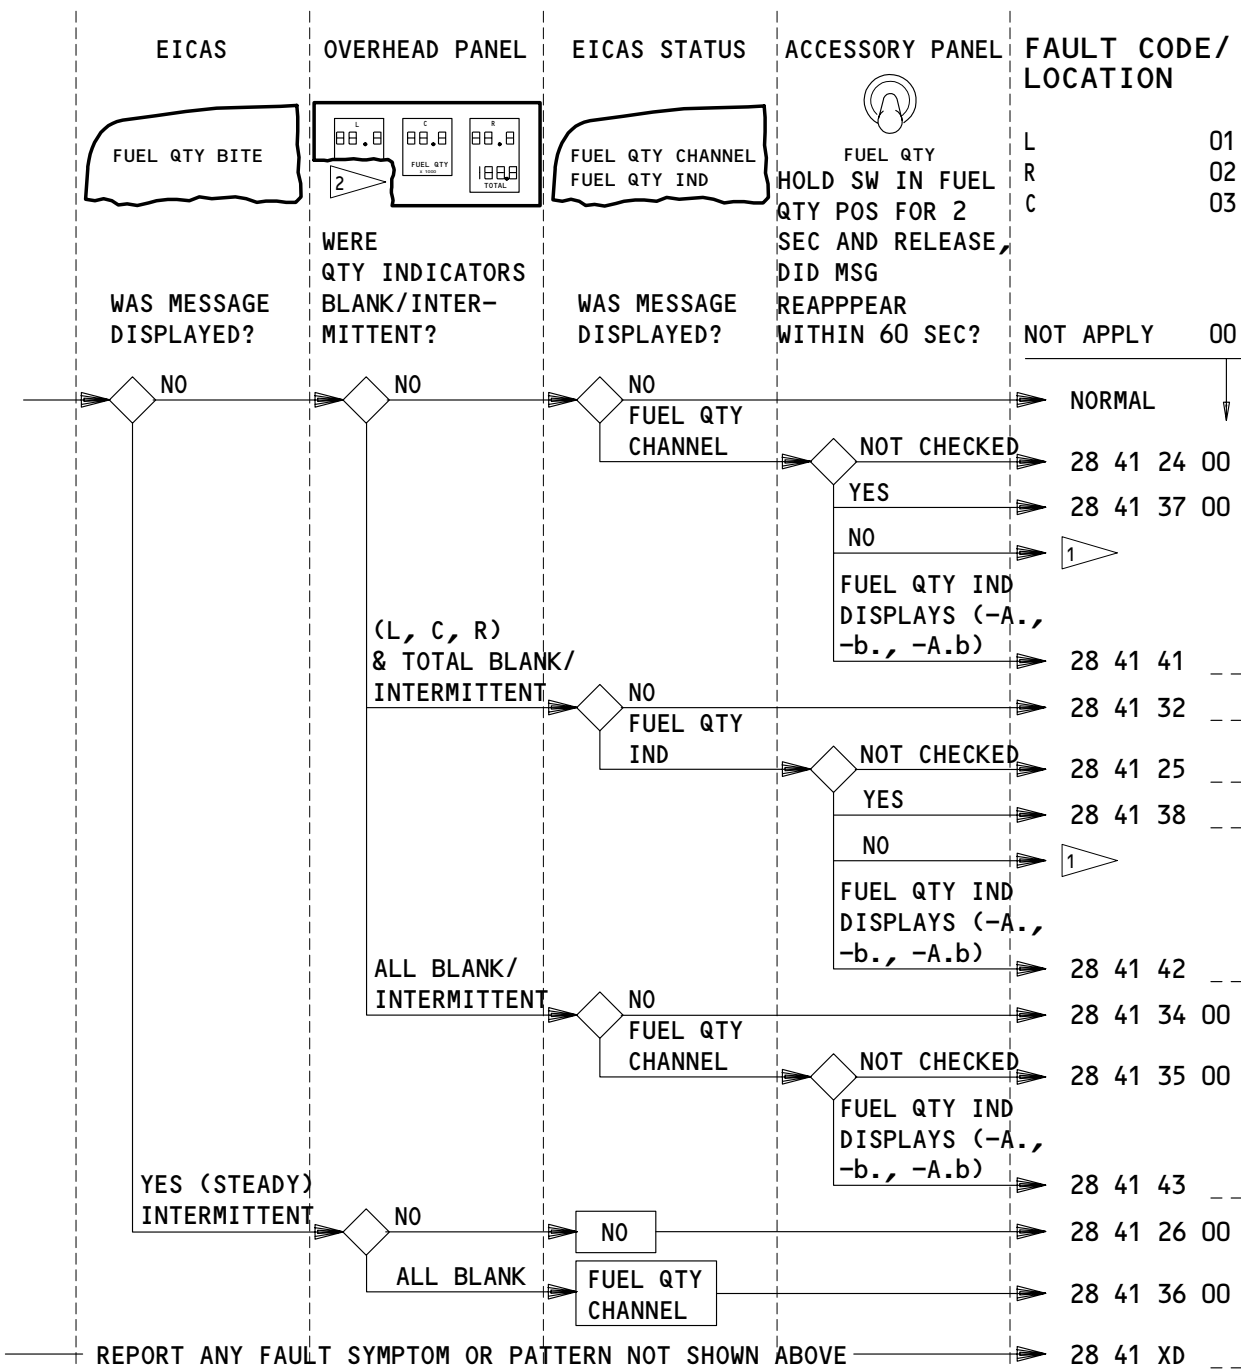 EICAS
OVERHEAD PANEL
EICAS STATUS
ACCESSORY PANEL
FAULT CODE/
LOCATION
FUEL QTY BITE
L
88.8
C
88.8
FUEL QTY
X 1000
R
88.8
188.8
TOTAL
2
FUEL QTY CHANNEL
FUEL QTY IND
FUEL QTY
HOLD SW IN FUEL
QTY POS FOR 2
SEC AND RELEASE,
DID MSG
REAPPPEAR
WITHIN 60 SEC?
L 01
R 02
C 03
WAS MESSAGE
DISPLAYED?
WERE
QTY INDICATORS
BLANK/INTER-
MITTENT?
WAS MESSAGE
DISPLAYED?
NOT APPLY 00
NO
NO
NO
NORMAL
FUEL QTY
CHANNEL
NOT CHECKED
28 41 24 00
YES
28 41 37 00
NO
1
FUEL QTY IND
DISPLAYS (-A.,
-b., -A.b)
28 41 41 _ _
(L, C, R)
& TOTAL BLANK/
INTERMITTENT
NO
28 41 32 _ _
FUEL QTY
IND
NOT CHECKED
28 41 25 _ _
YES
28 41 38 _ _
NO
1
FUEL QTY IND
DISPLAYS (-A.,
-b., -A.b)
28 41 42 _ _
ALL BLANK/
INTERMITTENT
NO
28 41 34 00
FUEL QTY
CHANNEL
NOT CHECKED
28 41 35 00
FUEL QTY IND
DISPLAYS (-A.,
-b., -A.b)
28 41 43 _ _
YES (STEADY)
INTERMITTENT
NO
NO
28 41 26 00
ALL BLANK
FUEL QTY
CHANNEL
28 41 36 00
REPORT ANY FAULT SYMPTOM OR PATTERN NOT SHOWN ABOVE
28 41 XD _ _